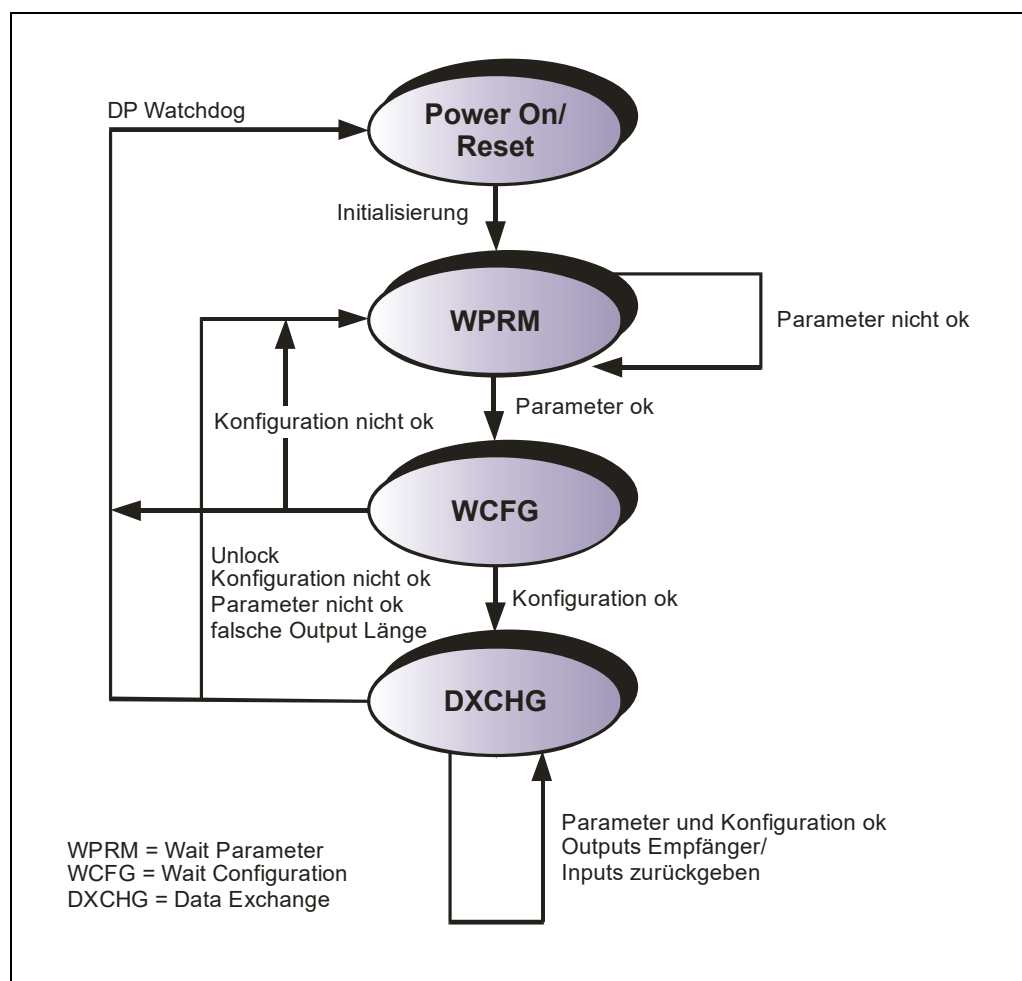 Power On/
Reset
DP Watchdog
Initialisierung
WPRM
Parameter nicht ok
Parameter ok
Konfiguration nicht ok
WCFG
Unlock
Konfiguration nicht ok
Parameter nicht ok
falsche Output Länge
Konfiguration ok
DXCHG
Parameter und Konfiguration ok
Outputs Empfänger/
Inputs zurückgeben
WPRM = Wait Parameter
WCFG = Wait Configuration
DXCHG = Data Exchange